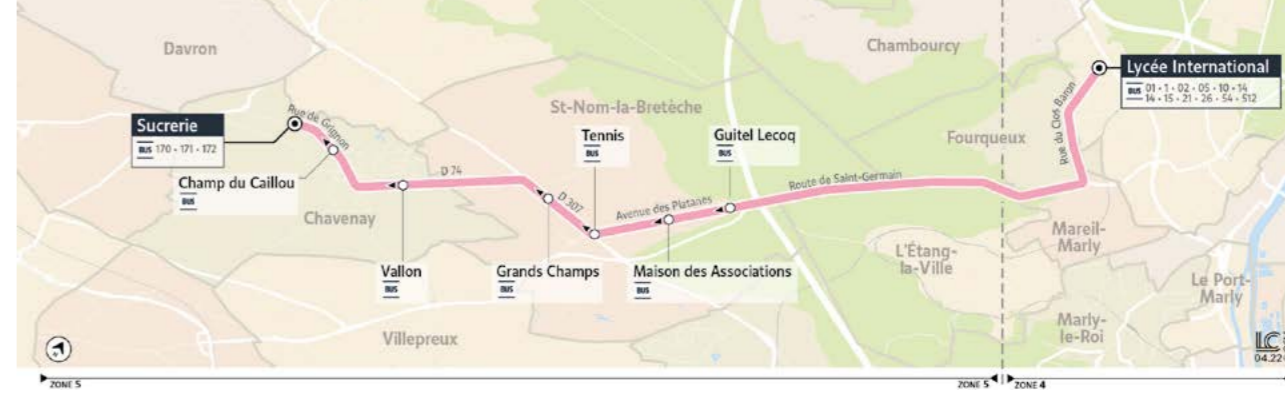 Davron
Chambourcy
St-Nom-la-Bretèche
Fourqueux
Chavenay
L'Étang-
la-Ville
Mareil-
Marly
Le Port-
Marly
Marly-
le-Roi
Villepreux
Sucrerie
BUS 170 • 171 • 172
Rue de Grignon
Champ du Caillou
BUS
D 74
Vallon
BUS
D 307
Grands Champs
BUS
Tennis
BUS
Avenue des Platanes
Maison des Associations
BUS
Guitel Lecoq
BUS
Route de Saint-Germain
Rue du Clos Baron
Lycée International
BUS 01 • 1 • 02 • 05 • 10 • 14
14 • 15 • 21 • 26 • 54 • 512
LC
04.22
ZONE 5
ZONE 5
ZONE 4